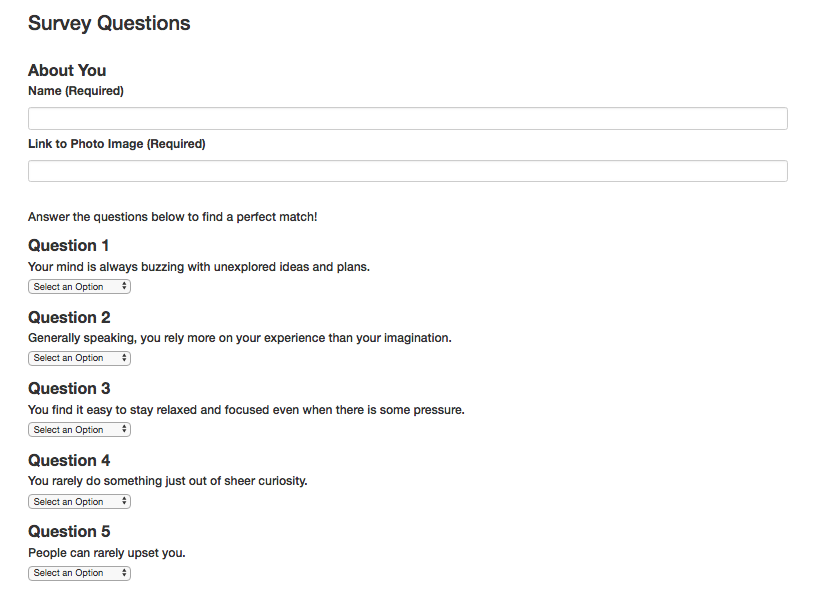 Survey Questions
About You
Name (Required)
Link to Photo Image (Required)
Answer the questions below to find a perfect match!
Question 1
Your mind is always buzzing with unexplored ideas and plans.
Select an Option
Question 2
Generally speaking, you rely more on your experience than your imagination.
Select an Option
Question 3
You find it easy to stay relaxed and focused even when there is some pressure.
Select an Option
Question 4
You rarely do something just out of sheer curiosity.
Select an Option
Question 5
People can rarely upset you.
Select an Option